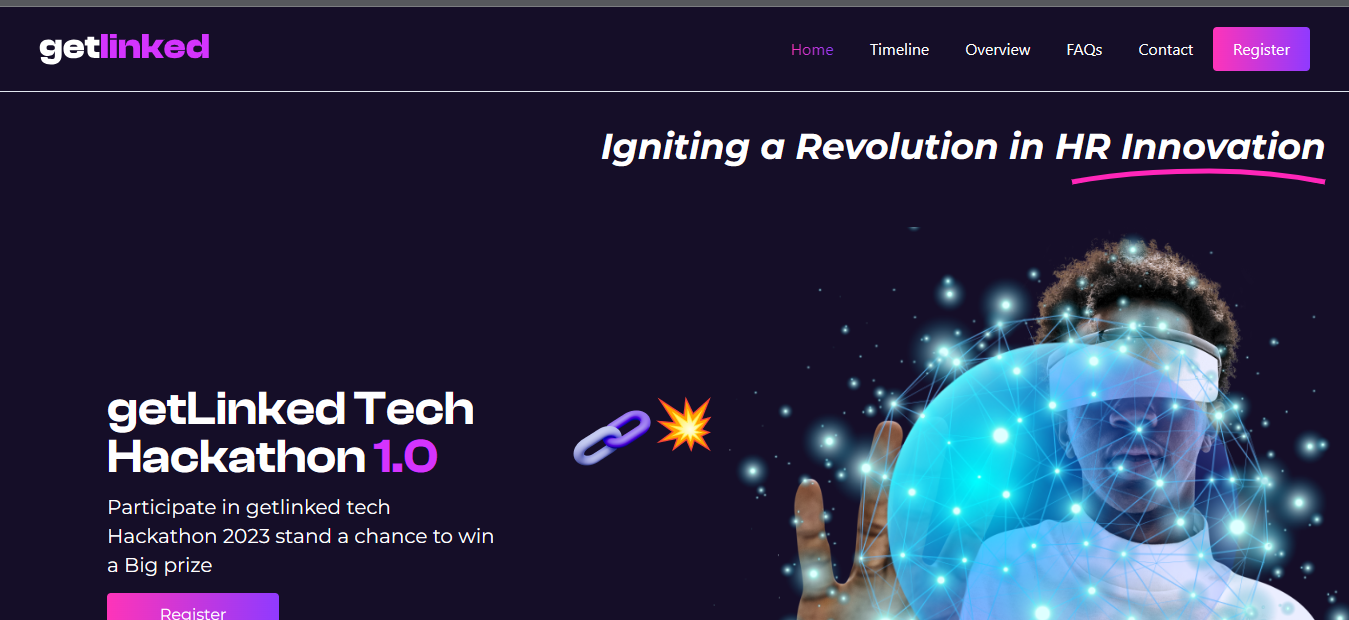 getlinked
Home Timeline Overview FAQs Contact Register
Igniting a Revolution in HR Innovation
getLinked Tech
Hackathon 1.0
Participate in getlinked tech
Hackathon 2023 stand a chance to win
a Big prize
Register